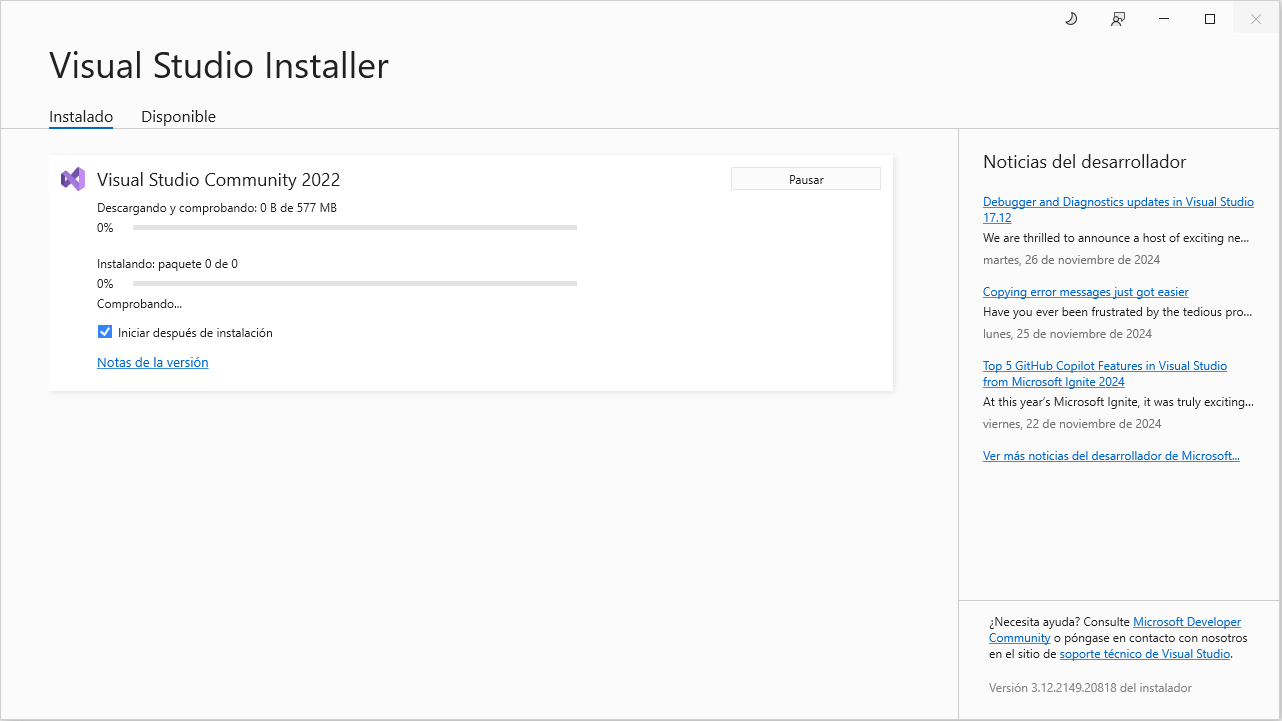 Visual Studio Installer
Instalado
Disponible
Visual Studio Community 2022
Pausar
Descargando y comprobando: 0 B de 577 MB
0%
Instalando: paquete 0 de 0
0%
Comprobando...
Iniciar después de instalación
Notas de la versión
Noticias del desarrollador
Debugger and Diagnostics updates in Visual Studio
17.12
We are thrilled to announce a host of exciting ne...
martes, 26 de noviembre de 2024
Copying error messages just got easier
Have you ever been frustrated by the tedious pro...
lunes, 25 de noviembre de 2024
Top 5 GitHub Copilot Features in Visual Studio
from Microsoft Ignite 2024
At this year’s Microsoft Ignite, it was truly exciting...
viernes, 22 de noviembre de 2024
Ver más noticias del desarrollador de Microsoft...
¿Necesita ayuda? Consulte Microsoft Developer
Community o póngase en contacto con nosotros
en el sitio de soporte técnico de Visual Studio.
Versión 3.12.2149.20818 del instalador